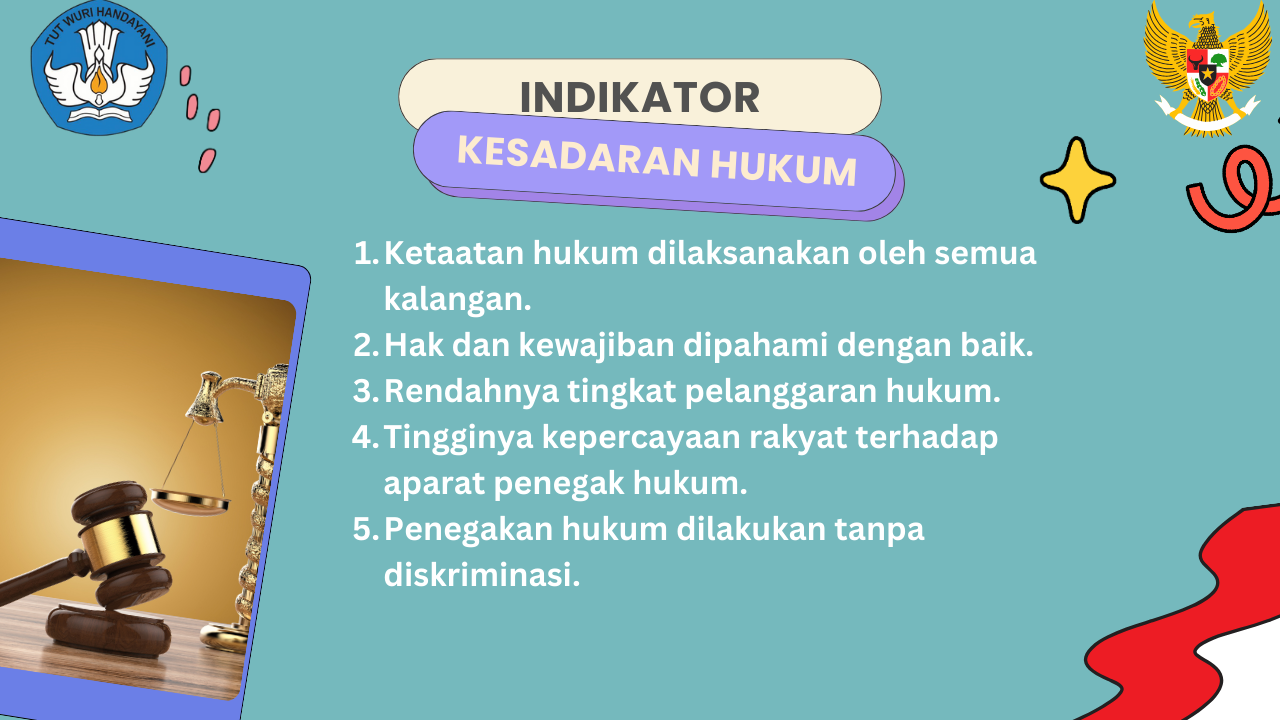 TUT WURI HANDAYANI
INDIKATOR
KESADARAN HUKUM
1. Ketaatan hukum dilaksanakan oleh semua
kalangan.
2. Hak dan kewajiban dipahami dengan baik.
3. Rendahnya tingkat pelanggaran hukum.
4. Tingginya kepercayaan rakyat terhadap
aparat penegak hukum.
5. Penegakan hukum dilakukan tanpa
diskriminasi.